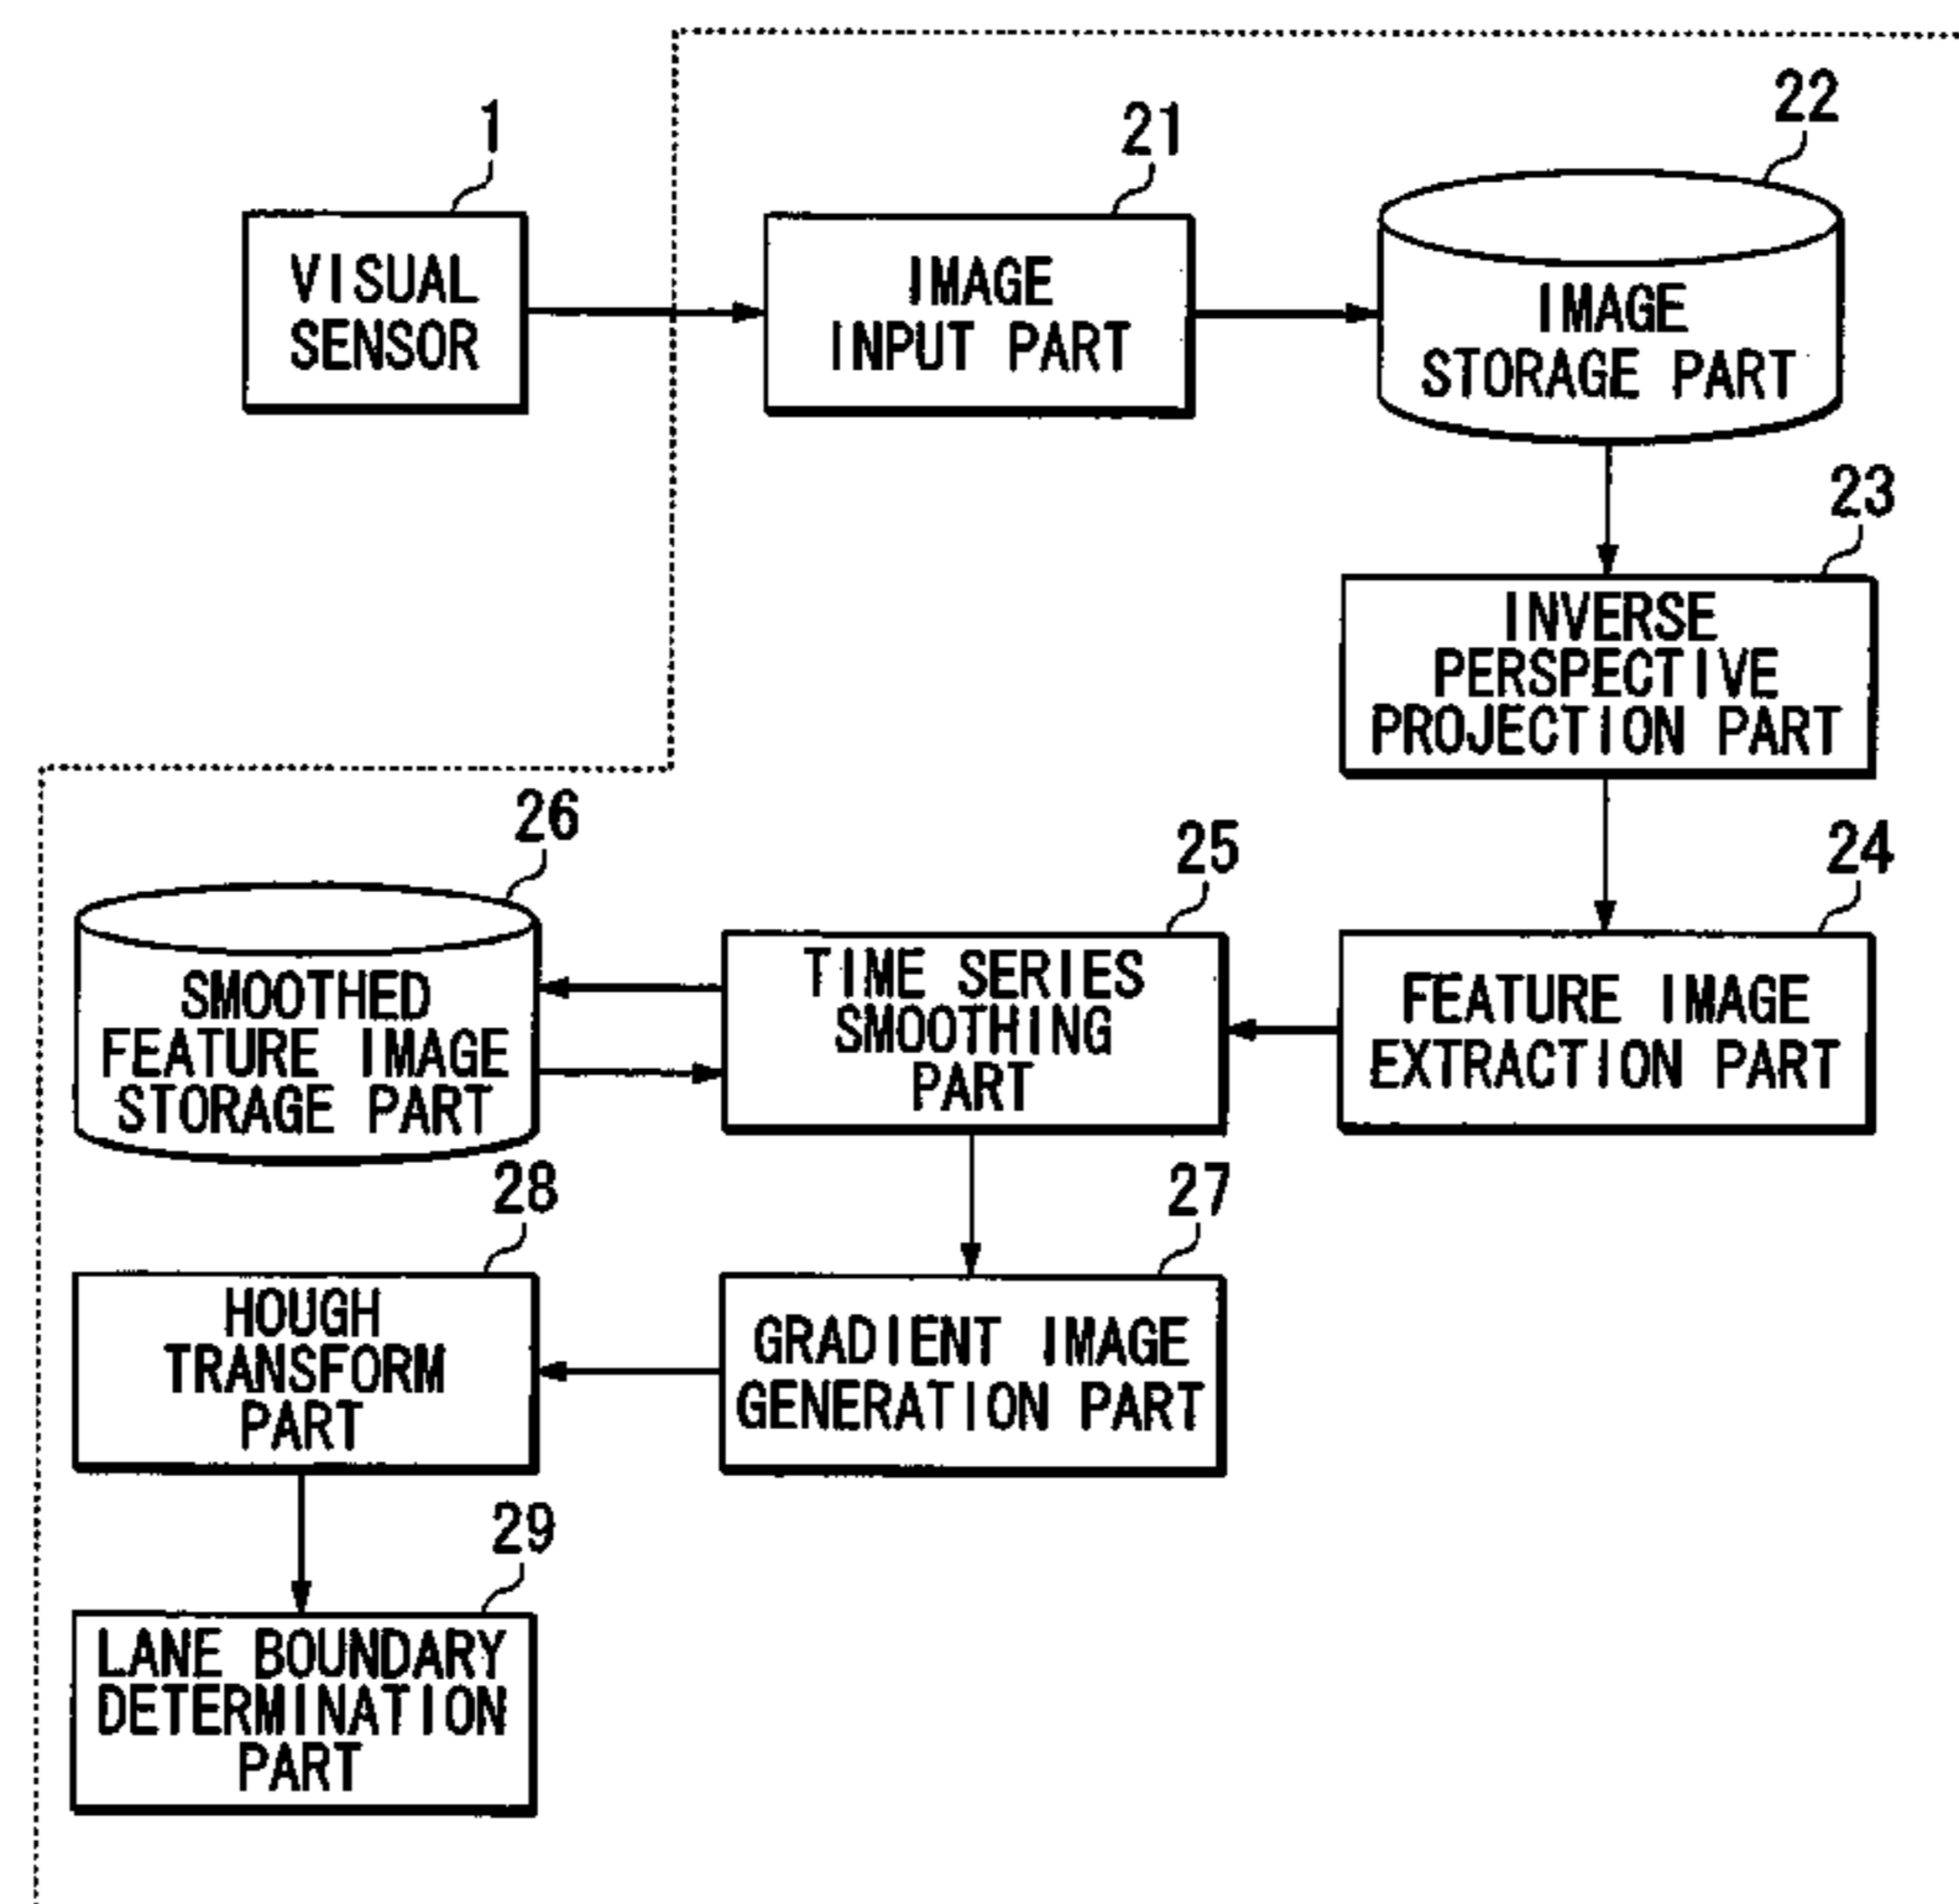 1
VISUAL
SENSOR
21
IMAGE
INPUT PART
22
IMAGE
STORAGE PART
23
INVERSE
PERSPECTIVE
PROJECTION PART
24
FEATURE IMAGE
EXTRACTION PART
25
TIME SERIES
SMOOTHING
PART
26
SMOOTHED
FEATURE IMAGE
STORAGE PART
27
GRADIENT IMAGE
GENERATION PART
28
HOUGH
TRANSFORM
PART
29
LANE BOUNDARY
DETERMINATION
PART